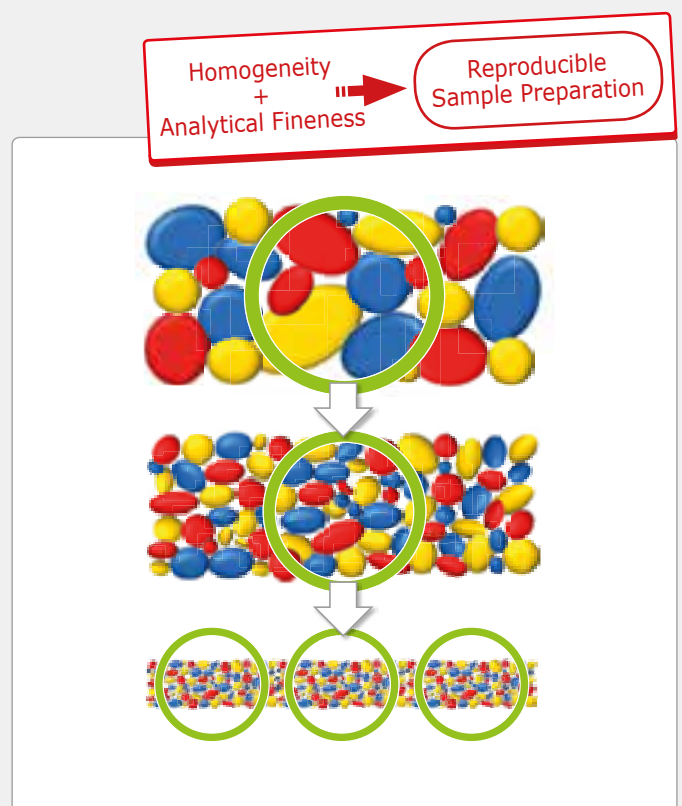 Homogeneity
+
Analytical Fineness
Reproducible
Sample Preparation